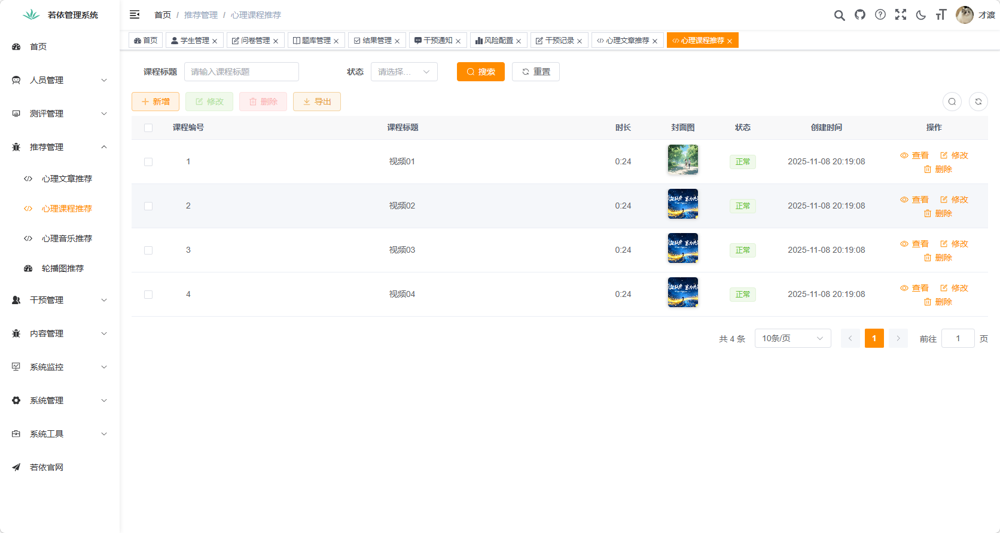 若依管理系统
首页 / 推荐管理 / 心理课程推荐
才渡
首页 学生管理 问卷管理 题库管理 结果管理 干预通知 风险配置 干预记录 心理文章推荐 心理课程推荐
首页
人员管理
测评管理
推荐管理
心理文章推荐
心理课程推荐
心理音乐推荐
轮播图推荐
干预管理
内容管理
系统监控
系统管理
系统工具
若依官网
课程标题 请输入课程标题 状态 请选择... 搜索 重置
新增 修改 删除 导出
课程编号 课程标题 时长 封面图 状态 创建时间 操作
1 视频01 0:24 正常 2025-11-08 20:19:08 查看 修改
删除
2 视频02 0:24 正常 2025-11-08 20:19:08 查看 修改
删除
3 视频03 0:24 正常 2025-11-08 20:19:08 查看 修改
删除
4 视频04 0:24 正常 2025-11-08 20:19:08 查看 修改
删除
共 4 条 10条/页 1 前往 1 页